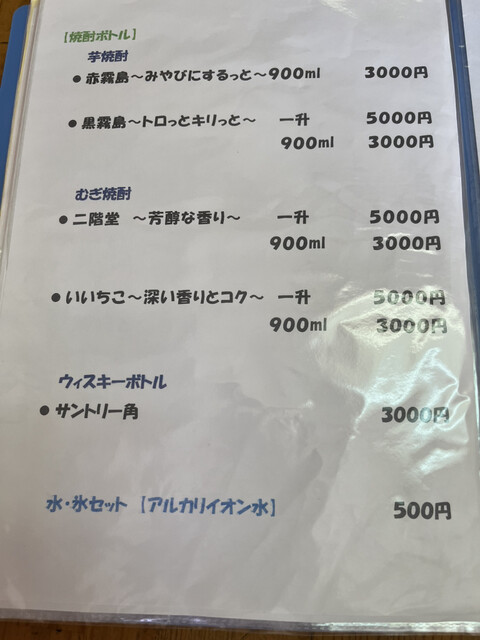 【焼酎ボトル】
芋焼酎
●赤霧島～みやびにするっと～900ml 3000円
●黒霧島～トロっとキリっと～ 一升 5000円
900ml 3000円
むぎ焼酎
●二階堂 ～芳醇な香り～ 一升 5000円
900ml 3000円
●いいちこ～深い香りとコク～ 一升 5000円
900ml 3000円
ウィスキーボトル
●サントリー角 3000円
水・氷セット【アルカリイオン水】 500円